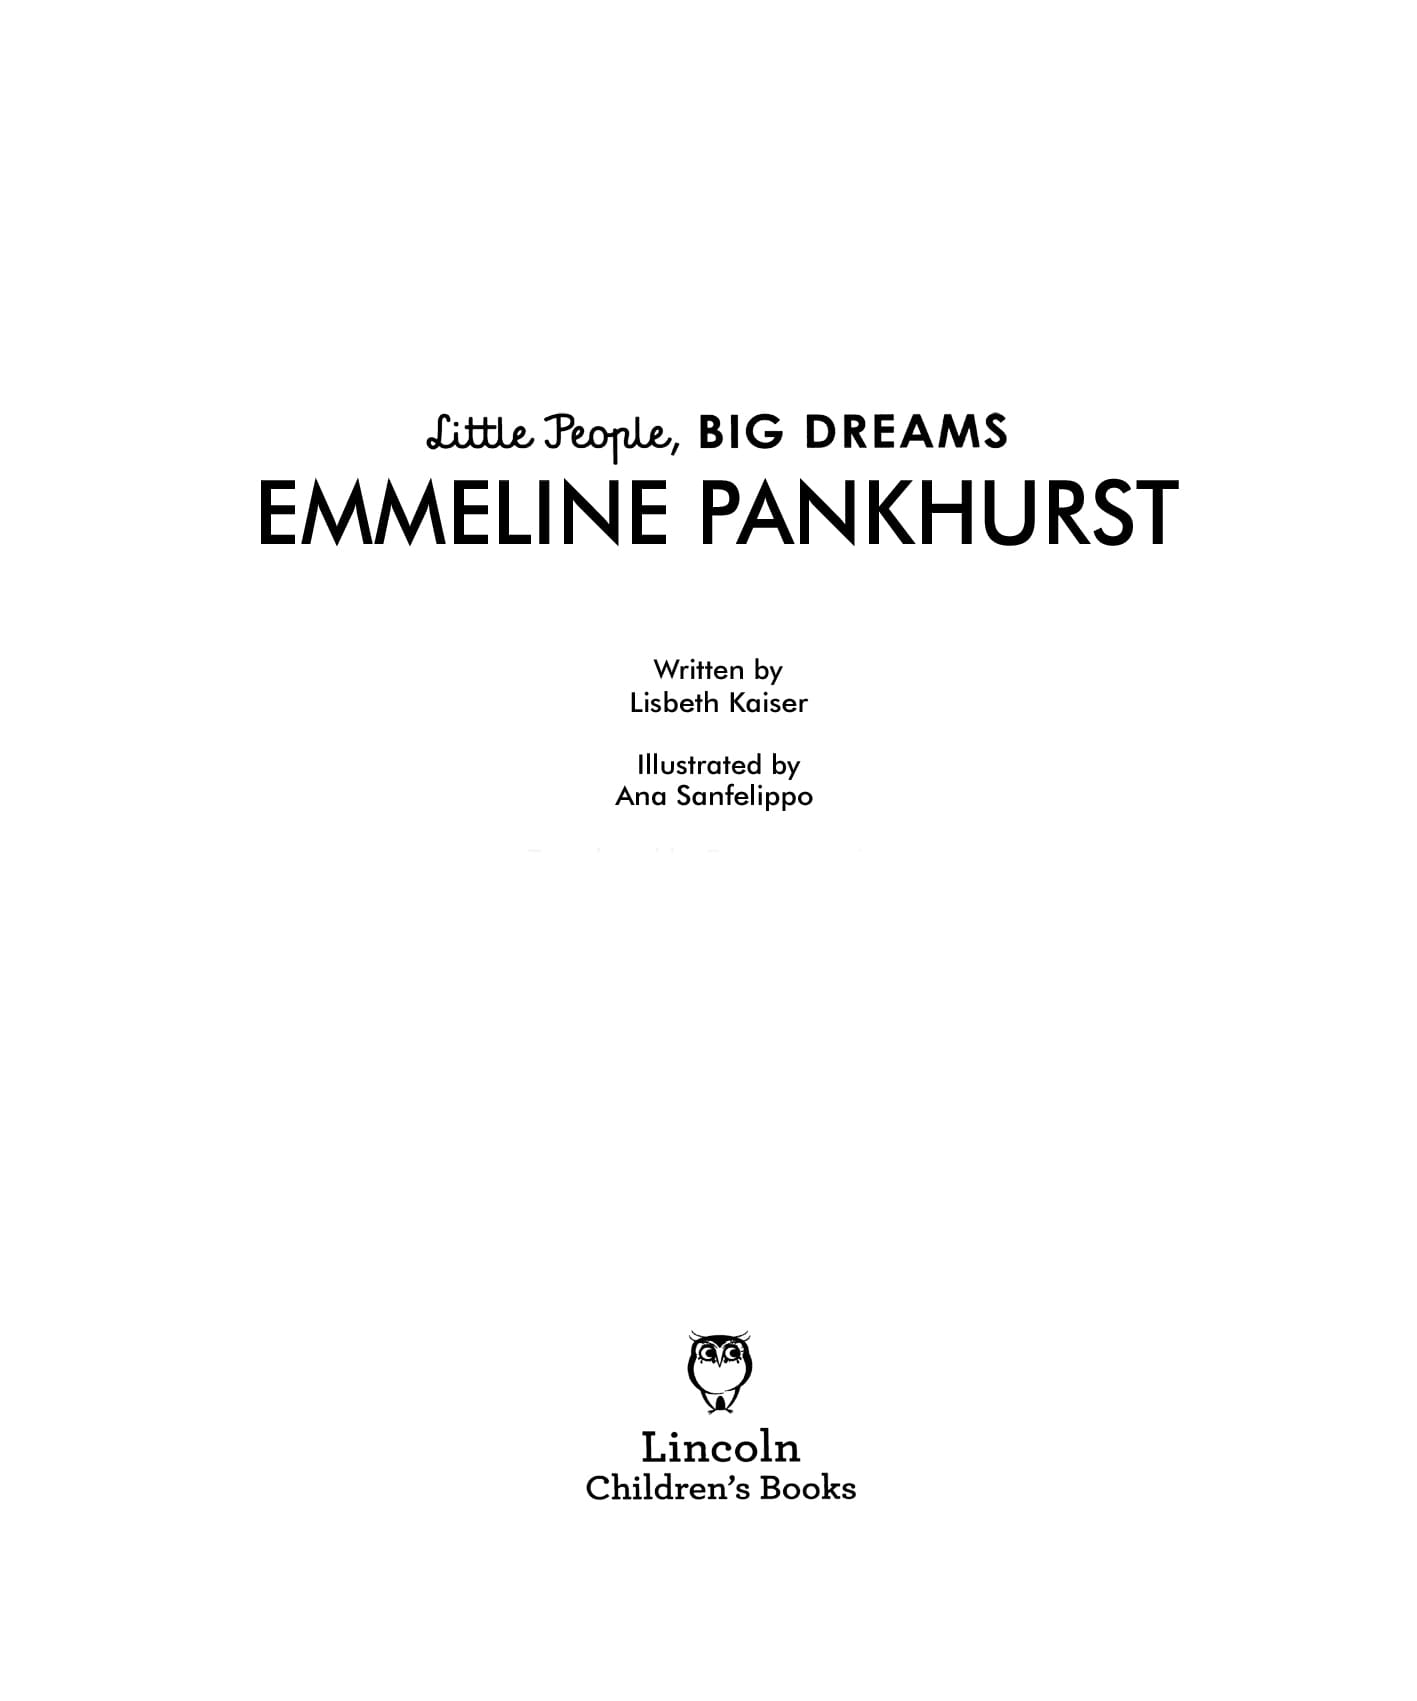 Little People, BIG DREAMS
EMMELINE PANKHURST
Written by
Lisbeth Kaiser
Illustrated by
Ana Sanfelippo
Lincoln
Children's Books